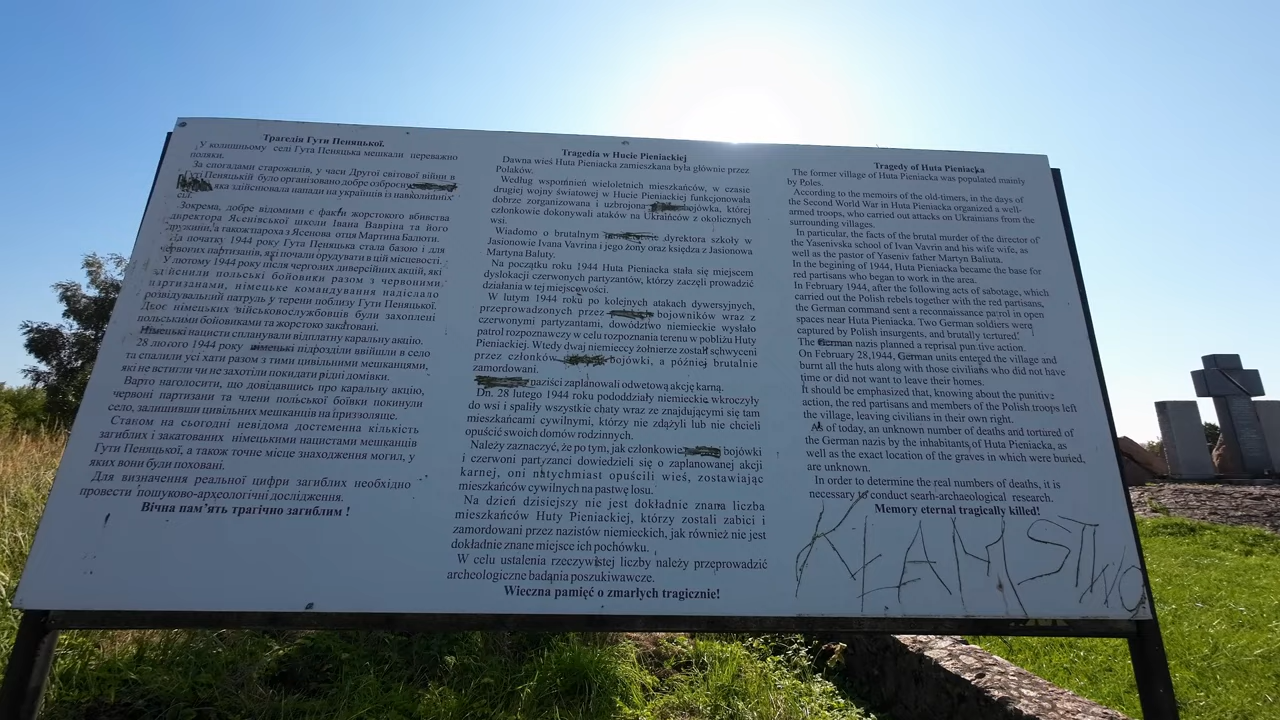 Трагедія Гути Пеняцької.
У колишньому селі Гута Пеняцька мешкали переважно
поляки.
За спогадами старожилів, у часи Другої світової війни в
Гуті Пеняцькій було організовано добре озброєну
яка здійснювала напади на українців із навколишніх
сіл.
Зокрема, добре відомими є факти жорстокого вбивства
директора Ясенівської школи Івана Вавріна та його
дружини, а також пароха з Ясенова отця Мартина Балюти.
На початку 1944 року Гута Пеняцька стала базою і для
червоних партизанів, які почали орудувати в цій місцевості.
У лютому 1944 року після чергових диверсійних акцій, які
здійснили польські бойовики разом з червоними
партизанами, німецьке командування надіслало
розвідувальний патруль у терени поблизу Гути Пеняцької.
Двоє німецьких військовослужбовців були захоплені
польськими бойовиками та жорстоко закатовані.
Німецькі нацисти спланували відплатну каральну акцію.
28 лютого 1944 року німецькі підрозділи ввійшли в село
та спалили усі хати разом з тими цивільними мешканцями,
які не встигли чи не захотіли покидати рідні домівки.
Варто наголосити, що довідавшись про каральну акцію,
червоні партизани та члени польської боївки покинули
село, залишивши цивільних мешканців на призволяще.
Станом на сьогодні невідома достеменна кількість
загиблих і закатованих німецькими нацистами мешканців
Гути Пеняцької, а також точне місце знаходження могил, у
яких вони були поховані.
Для визначення реальної цифри загиблих необхідно
провести пошуково-археологічні дослідження.
Вічна пам'ять трагічно загиблим !
Tragedia w Hucie Pieniackiej
Dawna wieś Huta Pieniacka zamieszkana była głównie przez
Polaków.
Według wspomnień wieloletnich mieszkańców, w czasie
drugiej wojny światowej w Hucie Pieniackiej funkcjonowała
dobrze zorganizowana i uzbrojona bojówka, której
członkowie dokonywali ataków na Ukraińców z okolicznych
wsi.
Wiadomo o brutalnym dyrektora szkoły w
Jasionowie Ivana Vavrina i jego żony oraz księdza z Jasionowa
Martyna Baluty.
Na początku roku 1944 Huta Pieniacka stała się miejscem
dyslokacji czerwonych partyzantów, którzy zaczęli prowadzić
działania w tej miejscowości.
W lutym 1944 roku po kolejnych atakach dywersyjnych,
przeprowadzonych przez bojowników wraz z
czerwonymi partyzantami, dowództwo niemieckie wysłało
patrol rozpoznawczy w celu rozpoznania terenu w pobliżu Huty
Pieniackiej. Wtedy dwaj niemieccy żołnierze zostali schwyceni
przez członków bojówki, a później brutalnie
zamordowani.
naziści zaplanowali odwetową akcję karną.
Dn. 28 lutego 1944 roku pododdziały niemieckie wkroczyły
do wsi i spaliły wszystkie chaty wraz ze znajdującymi się tam
mieszkańcami cywilnymi, którzy nie zdążyli lub nie chcieli
opuścić swoich domów rodzinnych.
Należy zaznaczyć, że po tym, jak członkowie bojówki
i czerwoni partyzanci dowiedzieli się o zaplanowanej akcji
karnej, oni natychmiast opuścili wieś, zostawiając
mieszkańców cywilnych na pastwę losu.
Na dzień dzisiejszy nie jest dokładnie znana liczba
mieszkańców Huty Pieniackiej, którzy zostali zabici i
zamordowani przez nazistów niemieckich, jak również nie jest
dokładnie znane miejsce ich pochówku.
W celu ustalenia rzeczywistej liczby należy przeprowadzić
archeologiczne badania poszukiwawcze.
Wieczna pamięć o zmarłych tragicznie!
Tragedy of Huta Pieniacka
The former village of Huta Pieniacka was populated mainly
by Poles.
According to the memoirs of the old-timers, in the days of
the Second World War in Huta Pieniacka organized a well-
armed troops, who carried out attacks on Ukrainians from the
surrounding villages.
In particular, the facts of the brutal murder of the director of
the Yasenivska school of Ivan Vavrin and his wife wife, as
well as the pastor of Yaseniv father Martyn Baliuta.
In the begining of 1944, Huta Pieniacka became the base for
red partisans who began to work in the area.
In February 1944, after the following acts of sabotage, which
carried out the Polish rebels together with the red partisans,
the German command sent a reconnaissance patrol in open
spaces near Huta Pieniacka. Two German soldiers were
captured by Polish insurgents, and brutally tortured.
The German nazis planned a reprisal punitive action.
On February 28,1944, German units entered the village and
burnt all the huts along with those civilians who did not have
time or did not want to leave their homes.
It should be emphasized that, knowing about the punitive
action, the red partisans and members of the Polish troops left
the village, leaving civilians in their own right.
As of today, an unknown number of deaths and tortured of
the German nazis by the inhabitants of Huta Pieniacka, as
well as the exact location of the graves in which were buried,
are unknown.
In order to determine the real numbers of deaths, it is
necessary to conduct searh-archaeological research.
Memory eternal tragically killed!
KŁAMSTWO